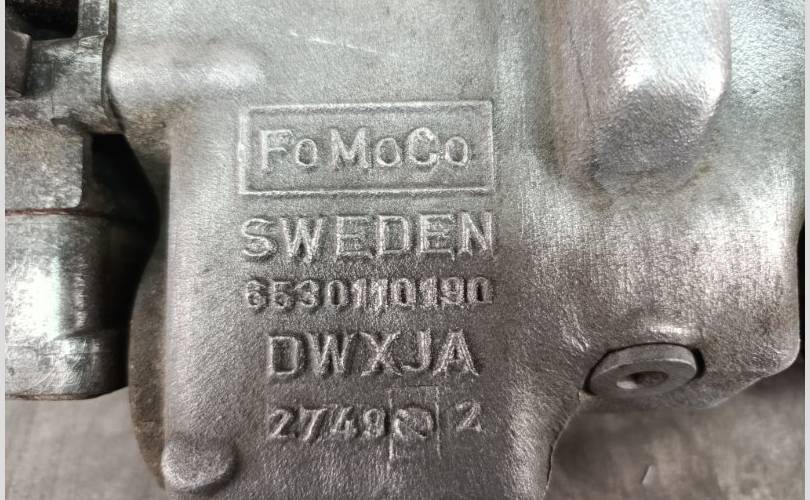 FoMoCo
SWEDEN
6530110190
DWXJA
2749 2